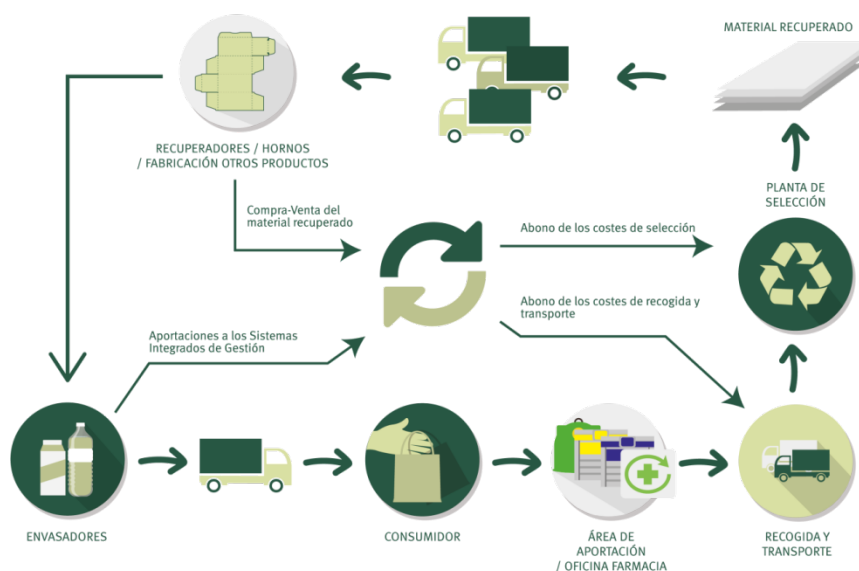 MATERIAL RECUPERADO
RECUPERADORES / HORNOS
/ FABRICACIÓN OTROS PRODUCTOS
PLANTA DE
SELECCIÓN
Compra-Venta del
material recuperado
Abono de los costes de selección
Abono de los costes de recogida y
transporte
Aportaciones a los Sistemas
Integrados de Gestión
ENVASADORES
CONSUMIDOR
ÁREA DE
APORTACIÓN
/ OFICINA FARMACIA
RECOGIDA Y
TRANSPORTE